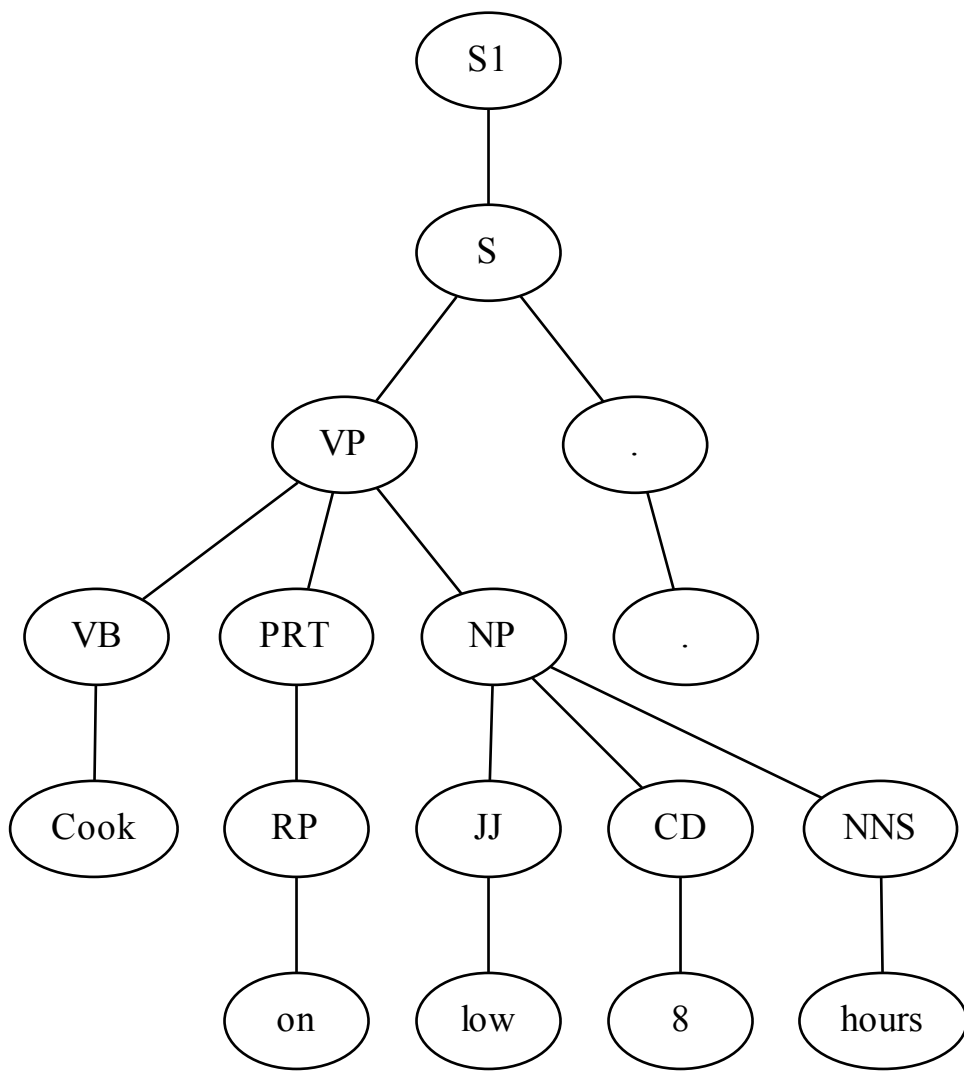 S1
S
VP .
VB PRT NP .
Cook RP JJ CD NNS
on low 8 hours